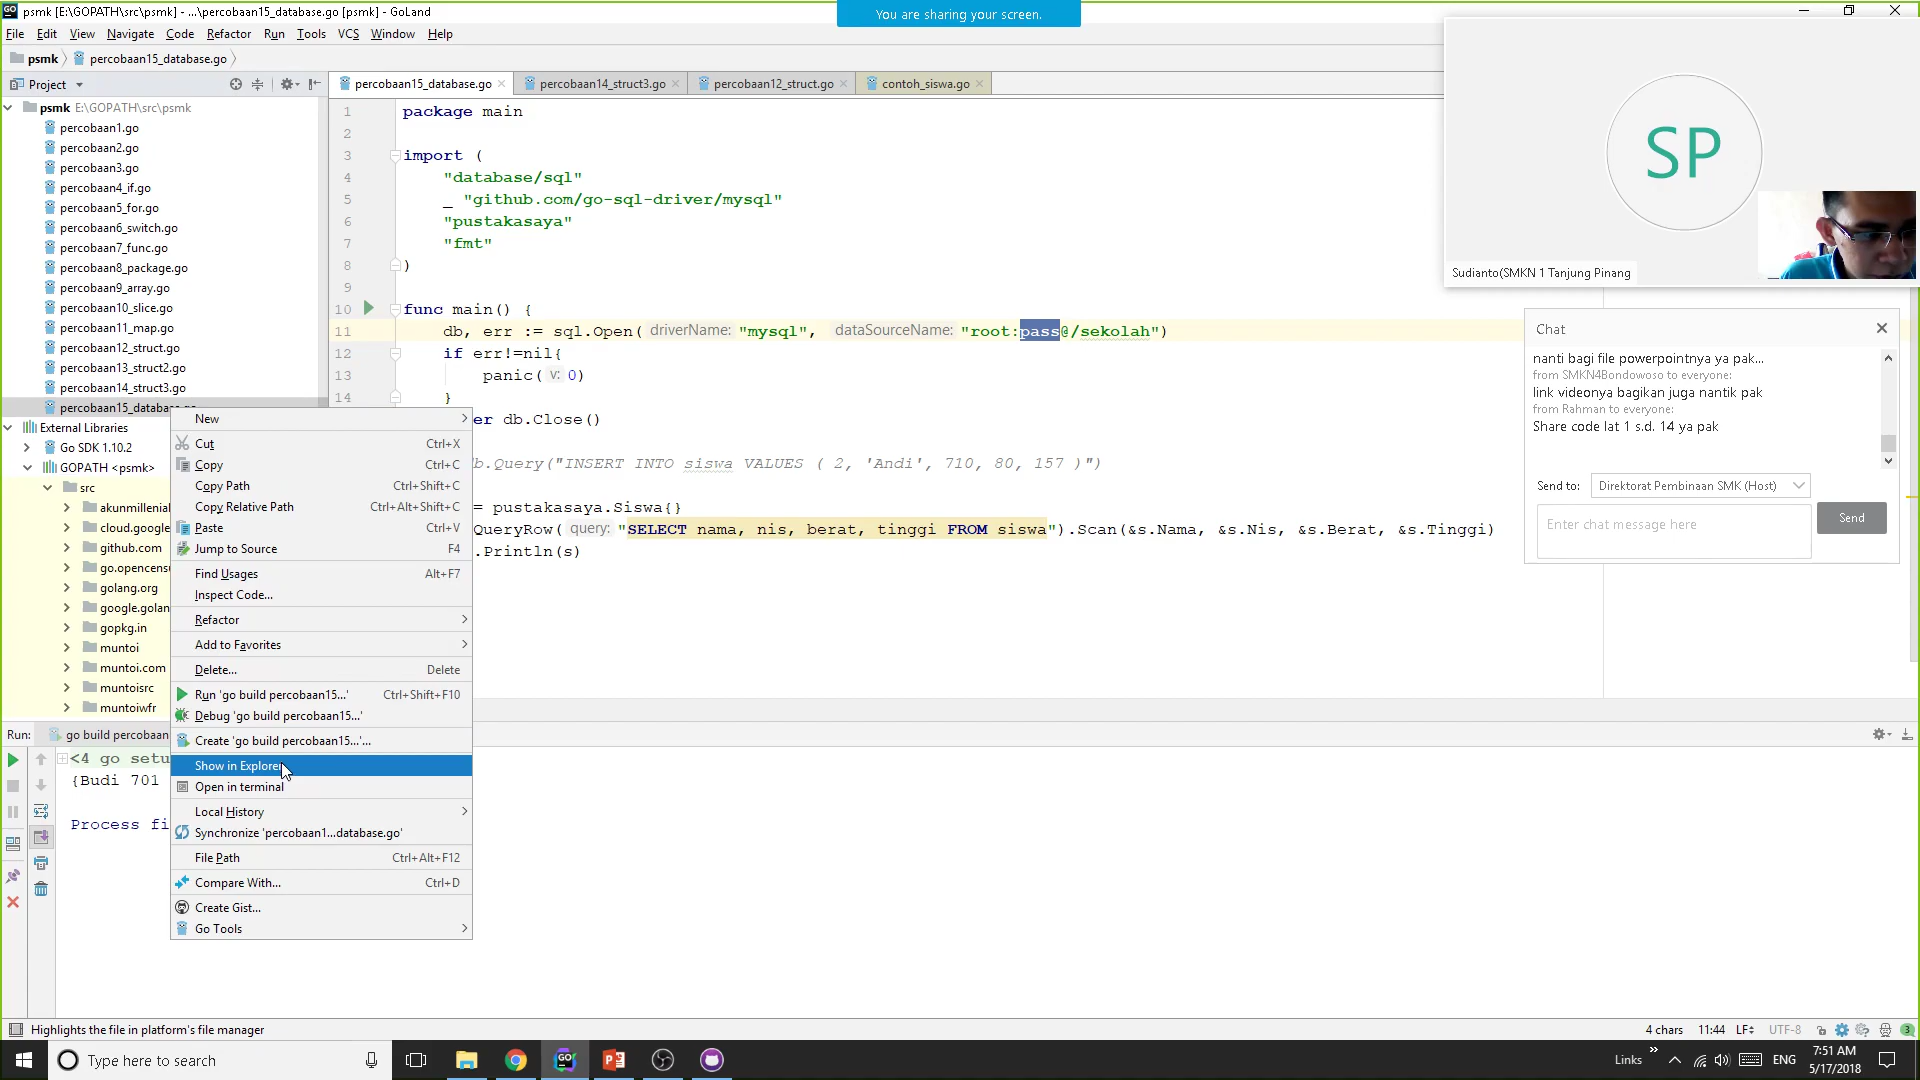 psmk [E:\GOPATH\src\psmk] - ...\percobaan15_database.go [psmk] - GoLand
You are sharing your screen.
File Edit View Navigate Code Refactor Run Tools VCS Window Help
psmk percobaan15_database.go
Project
percobaan15_database.go percobaan14_struct3.go percobaan12_struct.go contoh_siswa.go
psmk E:\GOPATH\src\psmk
percobaan1.go
percobaan2.go
percobaan3.go
percobaan4_if.go
percobaan5_for.go
percobaan6_switch.go
percobaan7_func.go
percobaan8_package.go
percobaan9_array.go
percobaan10_slice.go
percobaan11_map.go
percobaan12_struct.go
percobaan13_struct2.go
percobaan14_struct3.go
percobaan15_database.go
External Libraries
Go SDK 1.10.2
GOPATH <psmk>
src
akunmillenial
cloud.google
github.com
go.opencens
golang.org
google.golan
gopkg.in
muntoi
muntoi.com
muntoisrc
muntoiwfr
1 package main
2
3 import (
4 "database/sql"
5 _ "github.com/go-sql-driver/mysql"
6 "pustakasaya"
7 "fmt"
8 )
9
10 func main() {
11 db, err := sql.Open( driverName: "mysql", dataSourceName: "root:pass@/sekolah")
12 if err!=nil{
13 panic( v: 0)
14 }
er db.Close()
b.Query("INSERT INTO siswa VALUES ( 2, 'Andi', 710, 80, 157 )")
= pustakasaya.Siswa{}
QueryRow( query: "SELECT nama, nis, berat, tinggi FROM siswa").Scan(&s.Nama, &s.Nis, &s.Berat, &s.Tinggi)
.Println(s)
New
Cut Ctrl+X
Copy Ctrl+C
Copy Path Ctrl+Shift+C
Copy Relative Path Ctrl+Alt+Shift+C
Paste Ctrl+V
Jump to Source F4
Find Usages Alt+F7
Inspect Code...
Refactor
Add to Favorites
Delete... Delete
Run 'go build percobaan15...' Ctrl+Shift+F10
Debug 'go build percobaan15...'
Create 'go build percobaan15...'...
Show in Explorer
Open in terminal
Local History
Synchronize 'percobaan1...database.go'
File Path Ctrl+Alt+F12
Compare With... Ctrl+D
Create Gist...
Go Tools
SP
Sudianto(SMKN 1 Tanjung Pinang
Chat
nanti bagi file powerpointnya ya pak...
from SMKN4Bondowoso to everyone:
link videonya bagikan juga nantik pak
from Rahman to everyone:
Share code lat 1 s.d. 14 ya pak
Send to: Direktorat Pembinaan SMK (Host)
Enter chat message here
Send
Run: go build percobaan
<4 go setu
{Budi 701
Process fi
Highlights the file in platform's file manager
4 chars 11:44 LF÷ UTF-8 3
Type here to search
Links » ENG
7:51 AM
5/17/2018